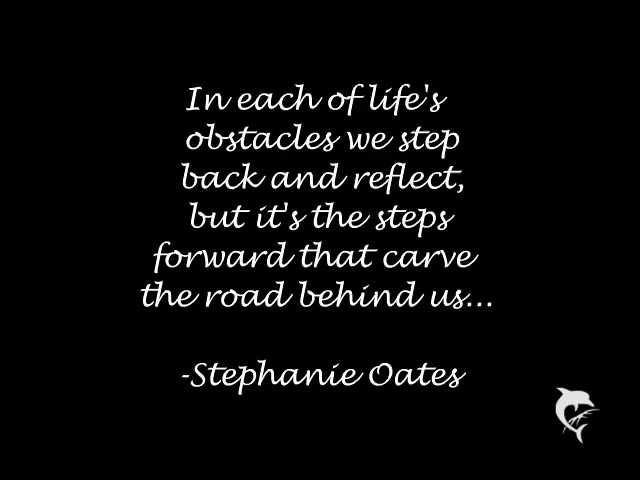 In each of life's
obstacles we step
back and reflect,
but it's the steps
forward that carve
the road behind us...
-Stephanie Oates